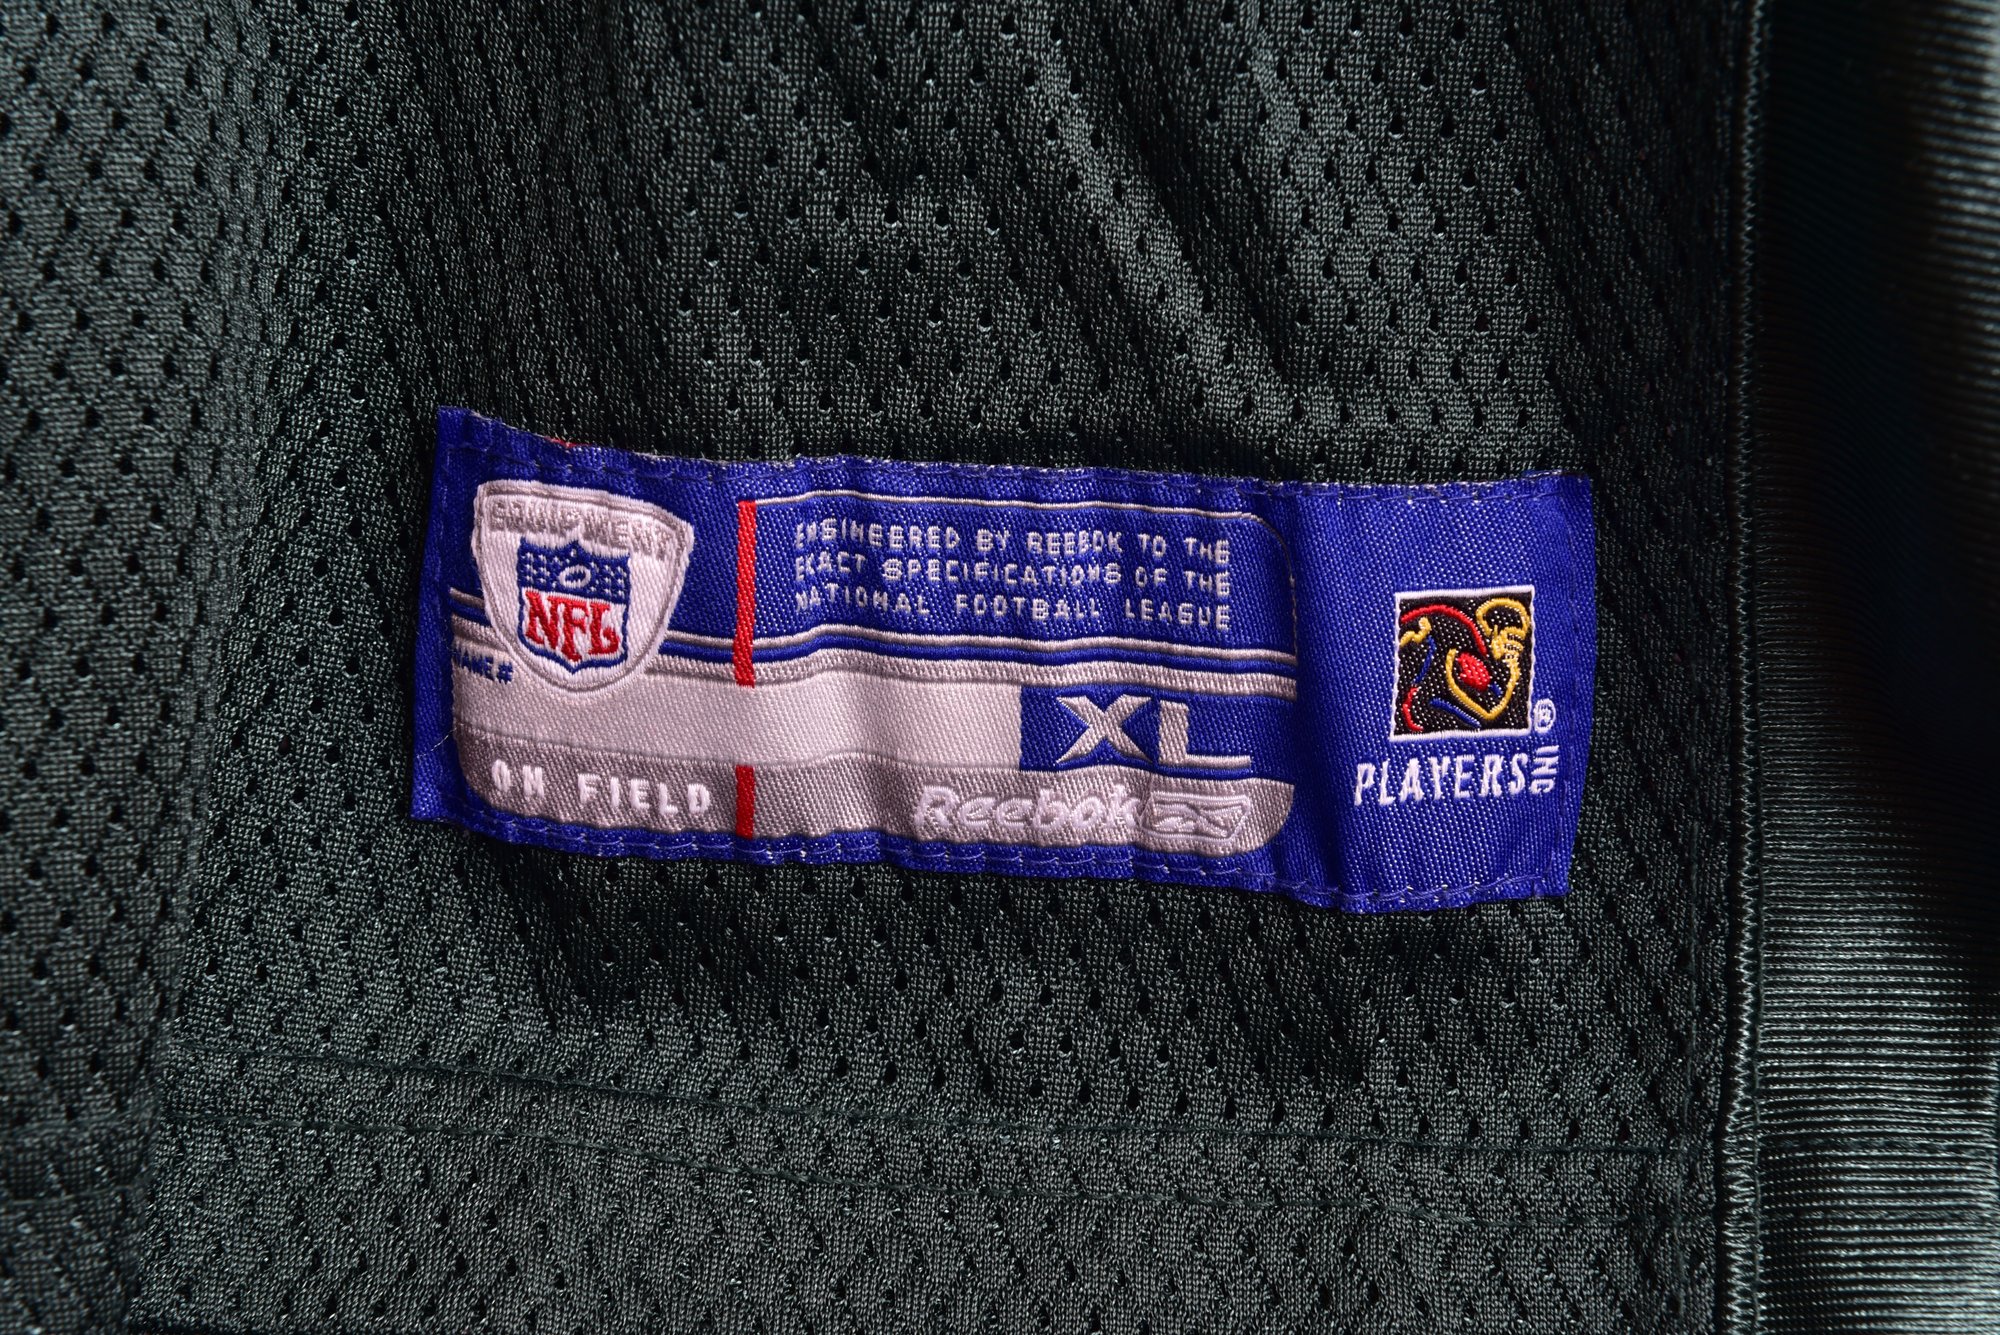 EQUIPMENT
NFL
ENGINEERED BY REEBOK TO THE
EXACT SPECIFICATIONS OF THE
NATIONAL FOOTBALL LEAGUE
NAME #
XL
ON FIELD
Reebok
®
PLAYERS INC